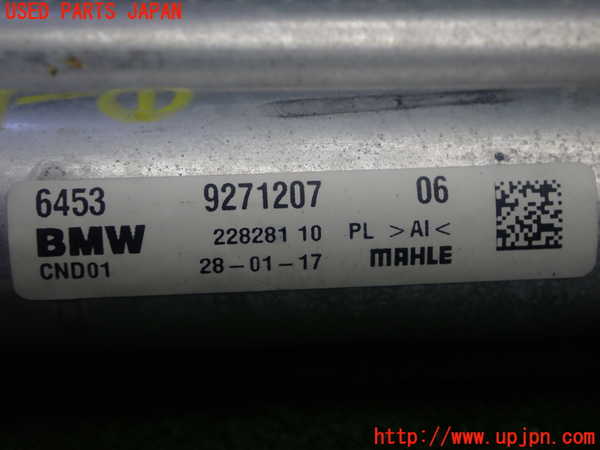 USED PARTS JAPAN
6453 9271207 06
BMW 228281 10 PL >Al<
CND01 28-01-17 MAHLE
http://www.upjpn.com/